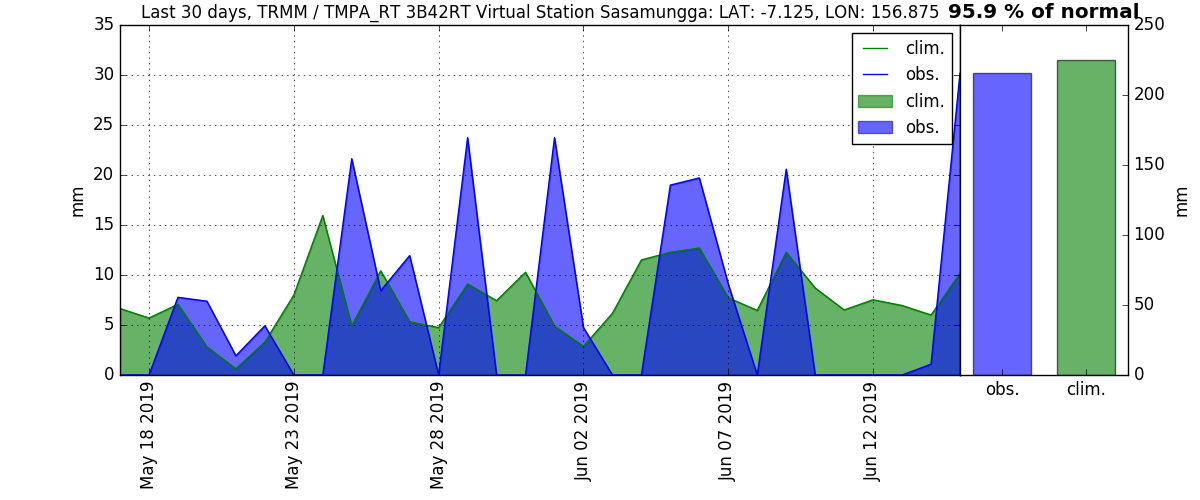 Last 30 days, TRMM / TMPA_RT 3B42RT Virtual Station Sasamungga: LAT: -7.125, LON: 156.875
95.9 % of normal
clim.
obs.
clim.
obs.
35
30
25
20
15
10
5
0
mm
May 18 2019
May 23 2019
May 28 2019
Jun 02 2019
Jun 07 2019
Jun 12 2019
250
200
150
100
50
0
mm
obs.
clim.